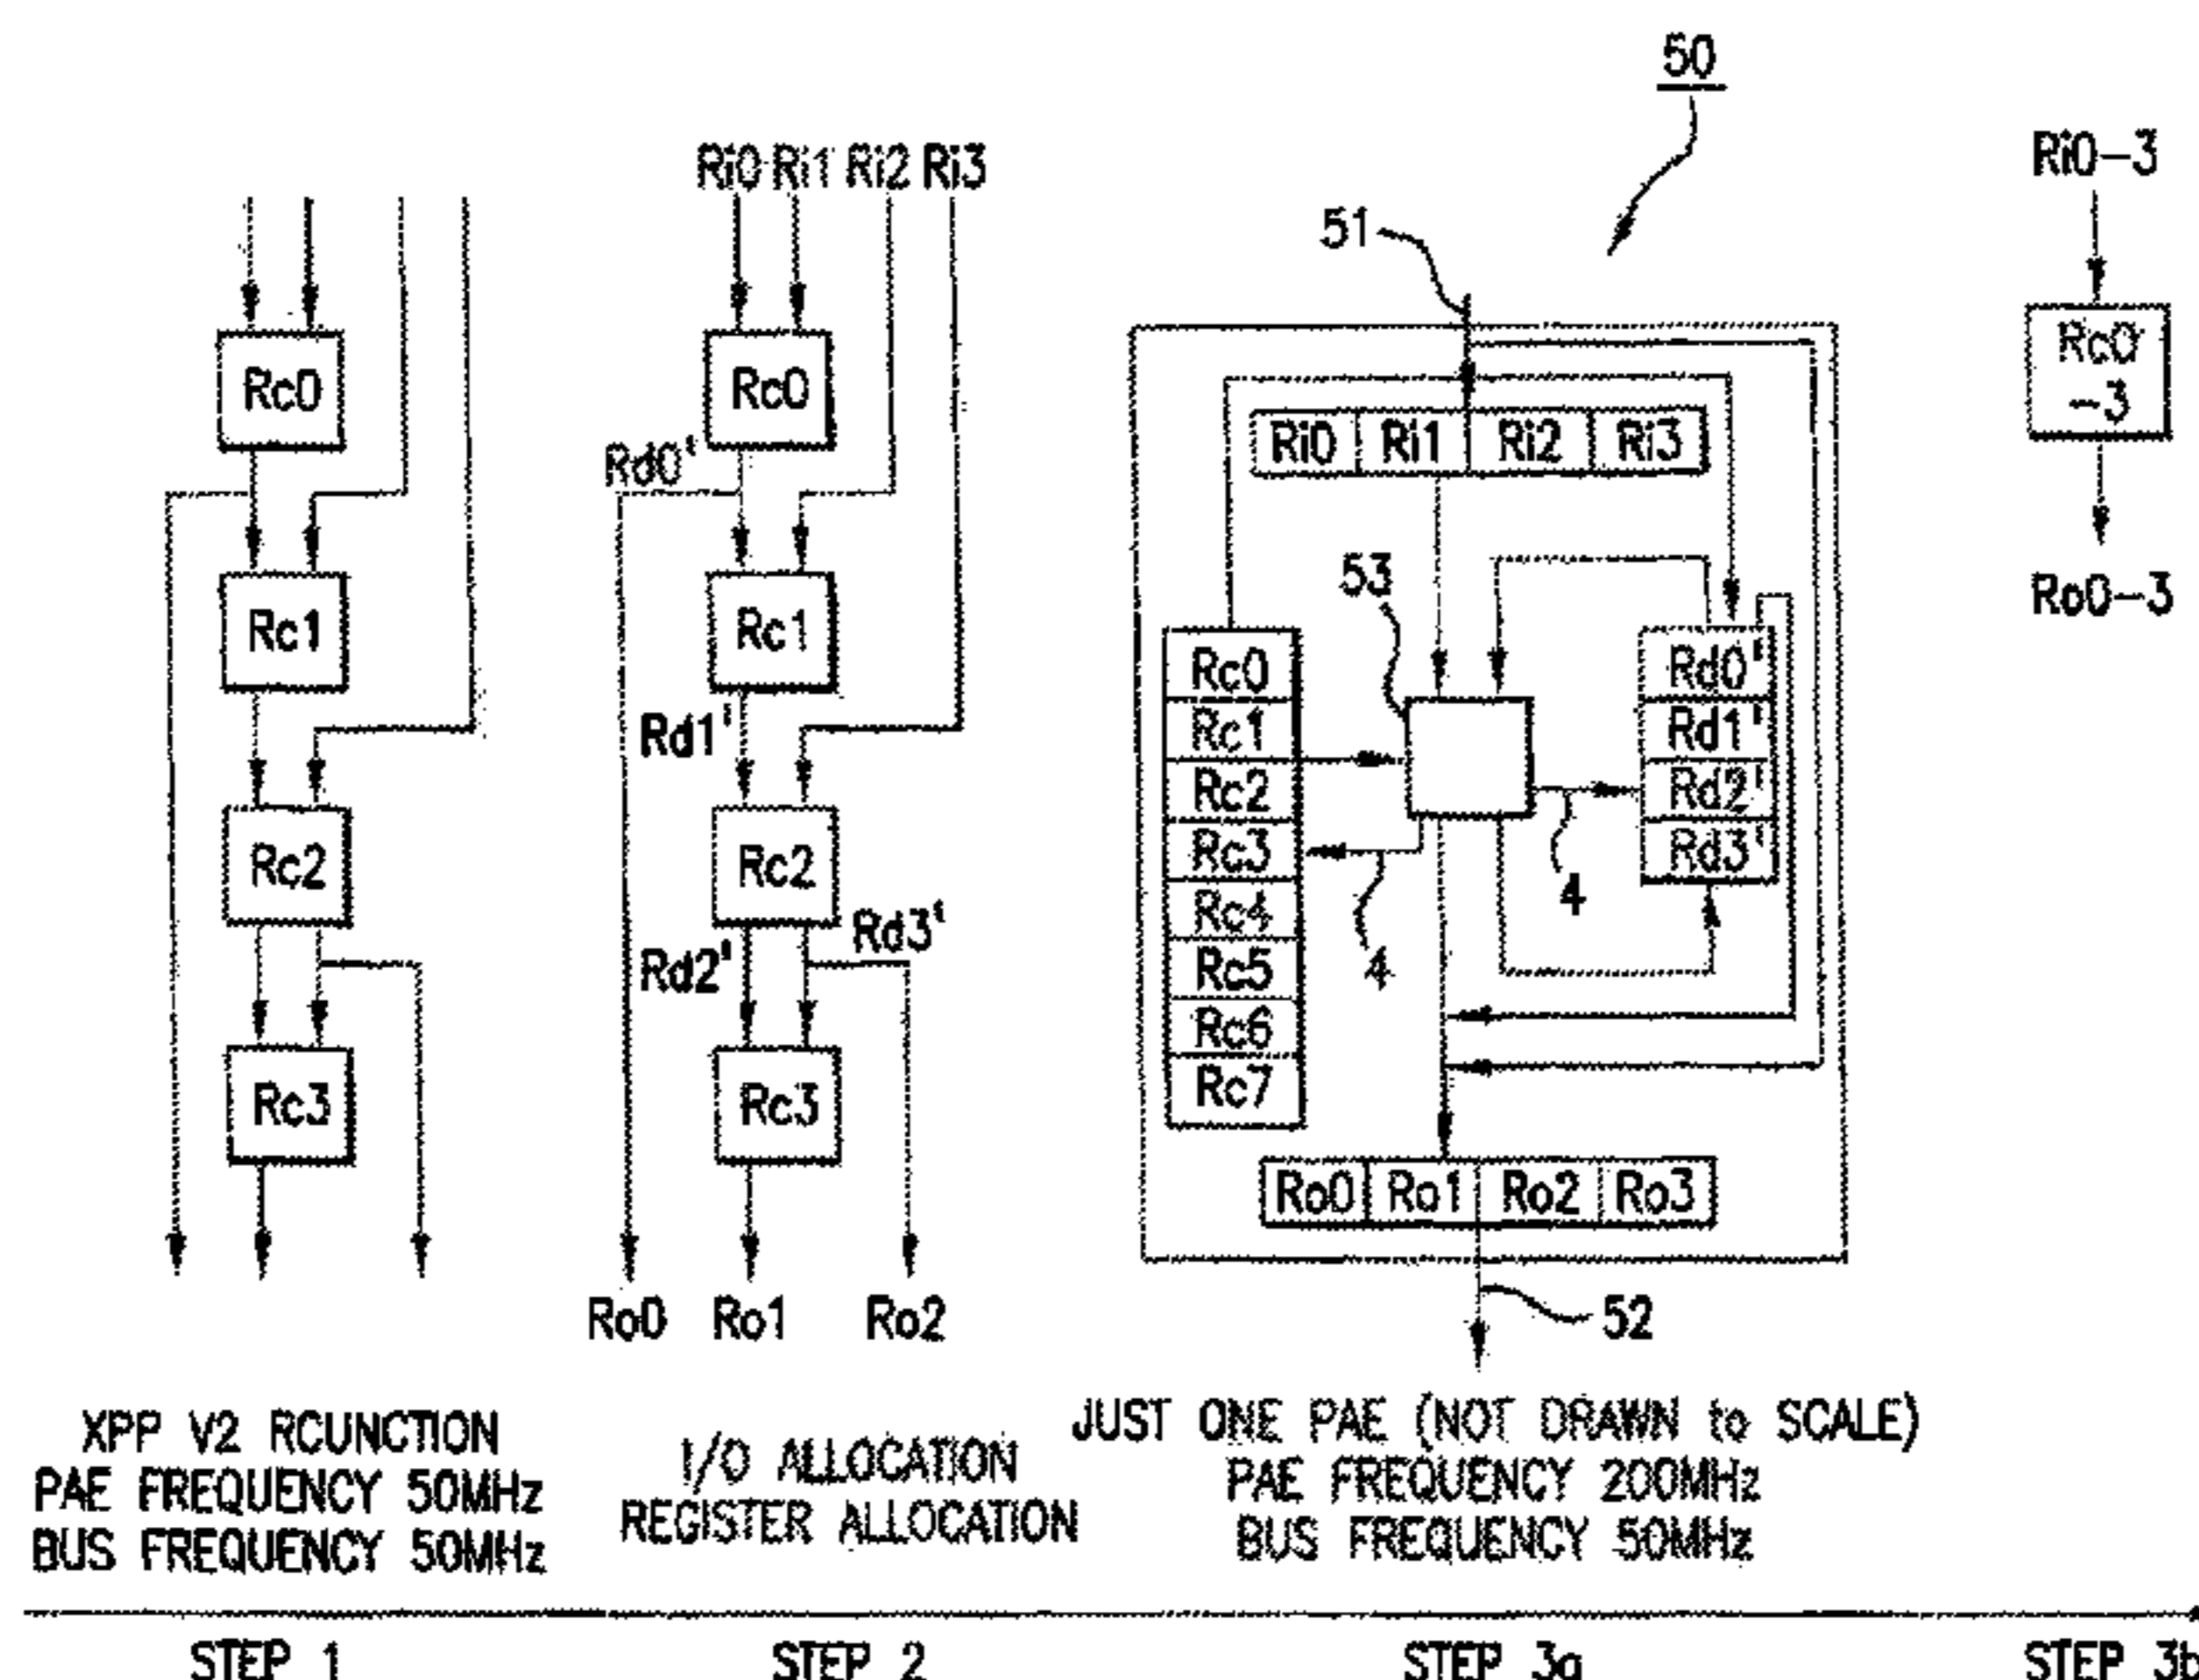 50
Ri0 Ri1 Ri2 Ri3
Ri0-3
51
Rc0
Rc0
Rc0
-3
Ri0 Ri1 Ri2 Ri3
Rd0'
53
Ro0-3
Rc1
Rc1
Rc0
Rc1
Rc2
Rc3
Rc4
Rc5
Rc6
Rc7
Rd0'
Rd1'
Rd2'
Rd3'
4
4
Rd1'
Rc2
Rc2
Rd3'
Rd2'
Rc3
Rc3
Ro0 Ro1 Ro2 Ro3
Ro0 Ro1 Ro2
52
XPP V2 RCUNCTION
PAE FREQUENCY 50MHz
BUS FREQUENCY 50MHz
I/O ALLOCATION
REGISTER ALLOCATION
JUST ONE PAE (NOT DRAWN to SCALE)
PAE FREQUENCY 200MHz
BUS FREQUENCY 50MHz
STEP 1
STEP 2
STEP 3a
STEP 3b